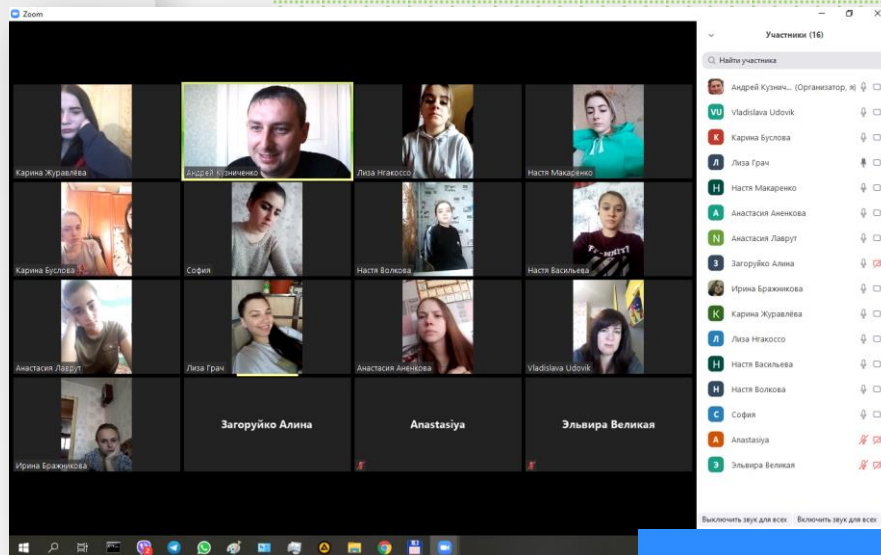 Zoom
Карина Журавлёва
Андрей Кузниченко
Лиза Нгакоссо
Настя Макаренко
Карина Буслова
София
Настя Волкова
Настя Васильева
Анастасия Лаврут
Лиза Грач
Анастасия Аненкова
Vladislava Udovik
Ирина Бражникова
Загоруйко Алина
Anastasiya
Эльвира Великая
Участники (16)
Найти участника
Андрей Кузнич... (Организатор, я)
VU Vladislava Udovik
К Карина Буслова
Л Лиза Грач
Н Настя Макаренко
А Анастасия Аненкова
N Анастасия Лаврут
З Загоруйко Алина
Ирина Бражникова
К Карина Журавлёва
Л Лиза Нгакоссо
Н Настя Васильева
Н Настя Волкова
С София
A Anastasiya
Э Эльвира Великая
Выключить звук для всех Включить звук для всех